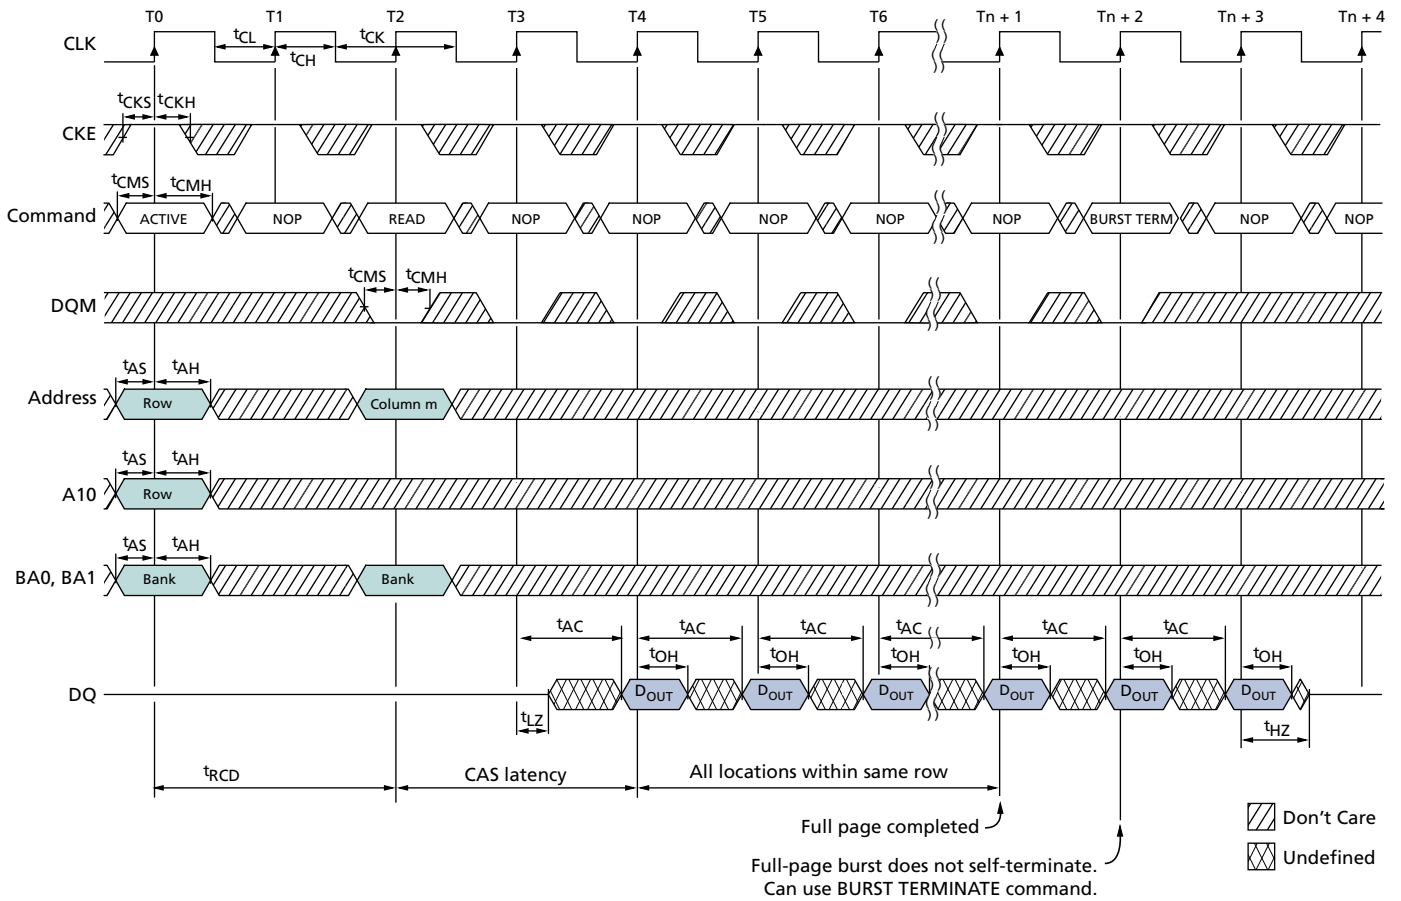 T0 T1 T2 T3 T4 T5 T6 Tn + 1 Tn + 2 Tn + 3 Tn + 4
CLK tCL tCH tCK
tCKS tCKH
CKE
tCMS tCMH
Command ACTIVE NOP READ NOP NOP NOP NOP NOP BURST TERM NOP NOP
tCMS tCMH
DQM
tAS tAH
Address Row Column m
tAS tAH
A10 Row
tAS tAH
BA0, BA1 Bank Bank
tAC tAC tAC tAC tAC tAC
tOH tOH tOH tOH tOH tOH
DQ DOUT DOUT DOUT DOUT DOUT DOUT
tLZ tHZ
tRCD CAS latency All locations within same row
Full page completed
Don't Care
Full-page burst does not self-terminate.
Can use BURST TERMINATE command.
Undefined